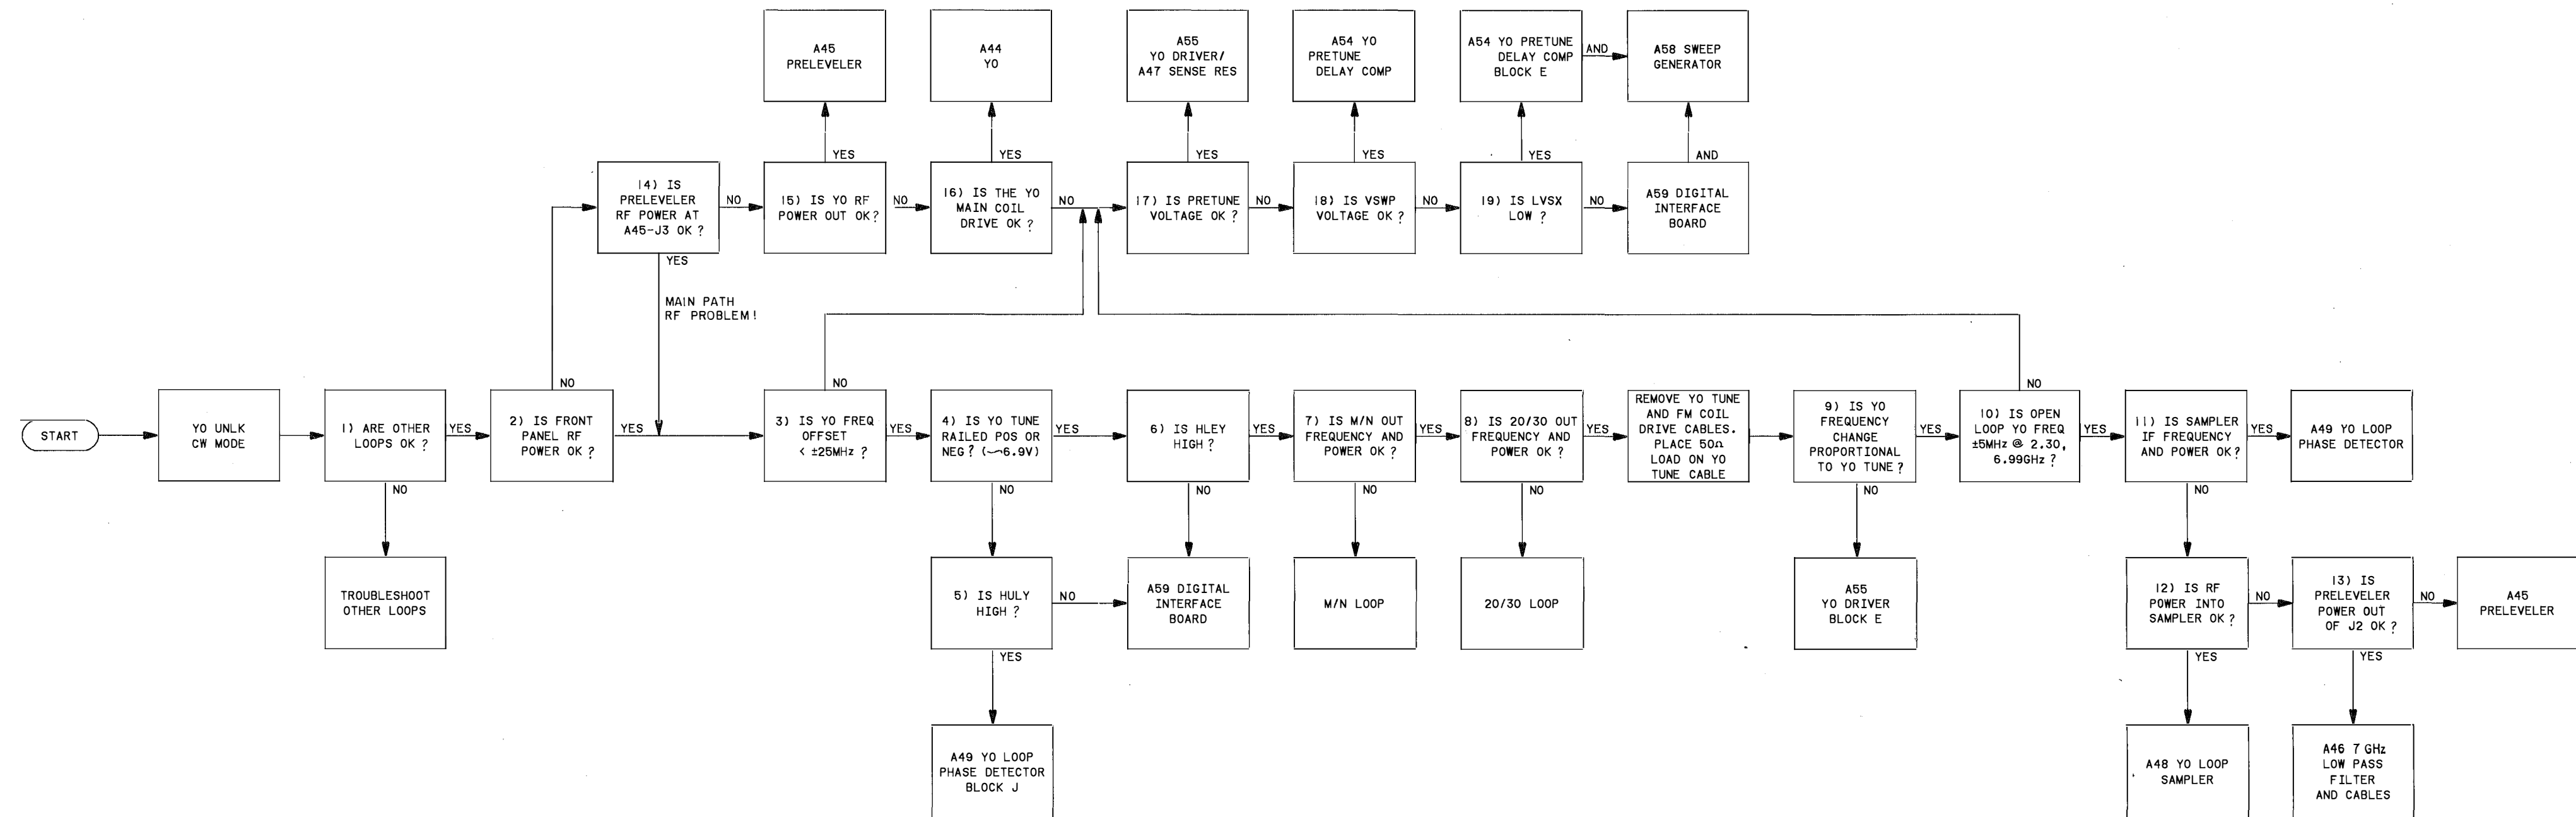 A45
PRELEVELER
A44
YO
A55
YO DRIVER/
A47 SENSE RES
A54 YO
PRETUNE
DELAY COMP
A54 YO PRETUNE
DELAY COMP
BLOCK E
AND
A58 SWEEP
GENERATOR
YES
YES
YES
YES
YES
AND
14) IS
PRELEVELER
RF POWER AT
A45-J3 OK ?
NO
15) IS YO RF
POWER OUT OK?
NO
16) IS THE YO
MAIN COIL
DRIVE OK ?
NO
17) IS PRETUNE
VOLTAGE OK ?
NO
18) IS VSWP
VOLTAGE OK ?
NO
19) IS LVSX
LOW ?
NO
A59 DIGITAL
INTERFACE
BOARD
YES
MAIN PATH
RF PROBLEM!
NO
NO
NO
START
YO UNLK
CW MODE
1) ARE OTHER
LOOPS OK ?
YES
2) IS FRONT
PANEL RF
POWER OK ?
YES
3) IS YO FREQ
OFFSET
< ±25MHz ?
YES
4) IS YO TUNE
RAILED POS OR
NEG ? (~6.9V)
YES
6) IS HLEY
HIGH ?
YES
7) IS M/N OUT
FREQUENCY AND
POWER OK ?
YES
8) IS 20/30 OUT
FREQUENCY AND
POWER OK ?
YES
REMOVE YO TUNE
AND FM COIL
DRIVE CABLES.
PLACE 50Ω
LOAD ON YO
TUNE CABLE
9) IS YO
FREQUENCY
CHANGE
PROPORTIONAL
TO YO TUNE ?
YES
10) IS OPEN
LOOP YO FREQ
±5MHz @ 2.30,
6.99GHz ?
YES
11) IS SAMPLER
IF FREQUENCY
AND POWER OK?
YES
A49 YO LOOP
PHASE DETECTOR
NO
NO
NO
NO
NO
NO
NO
TROUBLESHOOT
OTHER LOOPS
5) IS HULY
HIGH ?
NO
A59 DIGITAL
INTERFACE
BOARD
M/N LOOP
20/30 LOOP
A55
YO DRIVER
BLOCK E
12) IS RF
POWER INTO
SAMPLER OK ?
NO
13) IS
PRELEVELER
POWER OUT
OF J2 OK ?
NO
A45
PRELEVELER
YES
YES
YES
A49 YO LOOP
PHASE DETECTOR
BLOCK J
A48 YO LOOP
SAMPLER
A46 7 GHz
LOW PASS
FILTER
AND CABLES